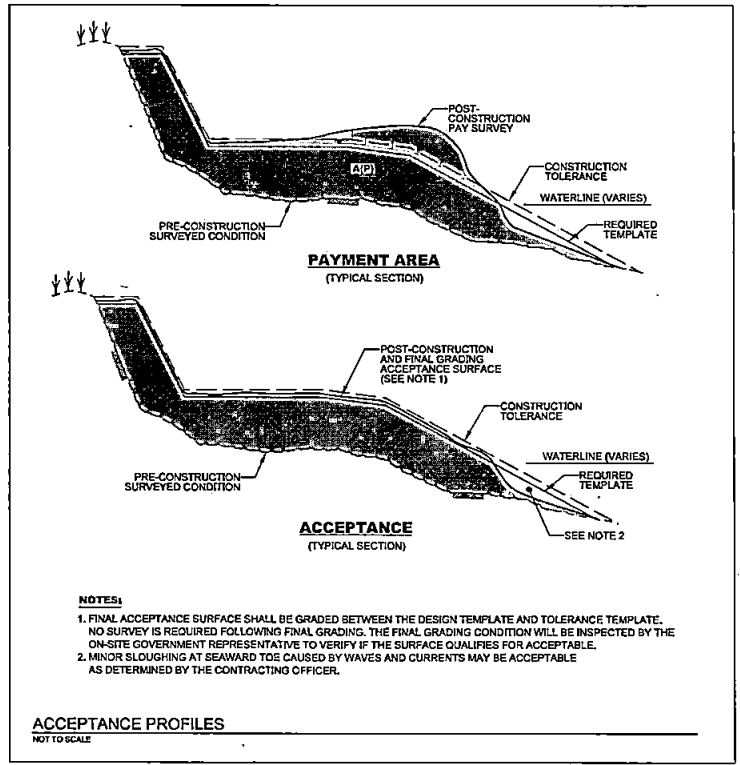 POST-
CONSTRUCTION
PAY SURVEY
CONSTRUCTION
TOLERANCE
A(P)
WATERLINE (VARIES)
REQUIRED
TEMPLATE
PRE-CONSTRUCTION
SURVEYED CONDITION
PAYMENT AREA
(TYPICAL SECTION)
POST-CONSTRUCTION
AND FINAL GRADING
ACCEPTANCE SURFACE
(SEE NOTE 1)
CONSTRUCTION
TOLERANCE
WATERLINE (VARIES)
REQUIRED
TEMPLATE
PRE-CONSTRUCTION
SURVEYED CONDITION
SEE NOTE 2
ACCEPTANCE
(TYPICAL SECTION)
NOTES:
1. FINAL ACCEPTANCE SURFACE SHALL BE GRADED BETWEEN THE DESIGN TEMPLATE AND TOLERANCE TEMPLATE.
NO SURVEY IS REQUIRED FOLLOWING FINAL GRADING. THE FINAL GRADING CONDITION WILL BE INSPECTED BY THE
ON-SITE GOVERNMENT REPRESENTATIVE TO VERIFY IF THE SURFACE QUALIFIES FOR ACCEPTABLE.
2. MINOR SLOUGHING AT SEAWARD TOE CAUSED BY WAVES AND CURRENTS MAY BE ACCEPTABLE
AS DETERMINED BY THE CONTRACTING OFFICER.
ACCEPTANCE PROFILES
NOT TO SCALE